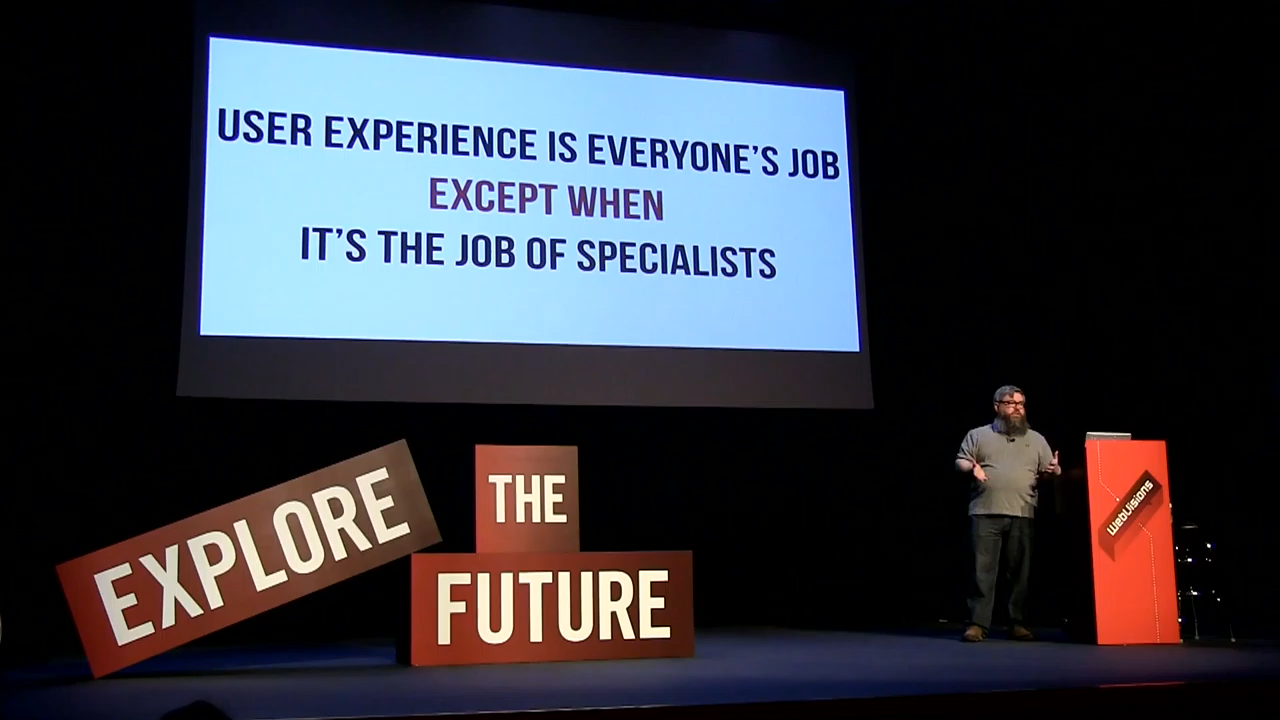 USER EXPERIENCE IS EVERYONE'S JOB
EXCEPT WHEN
IT'S THE JOB OF SPECIALISTS
EXPLORE
THE
FUTURE
WebVisions